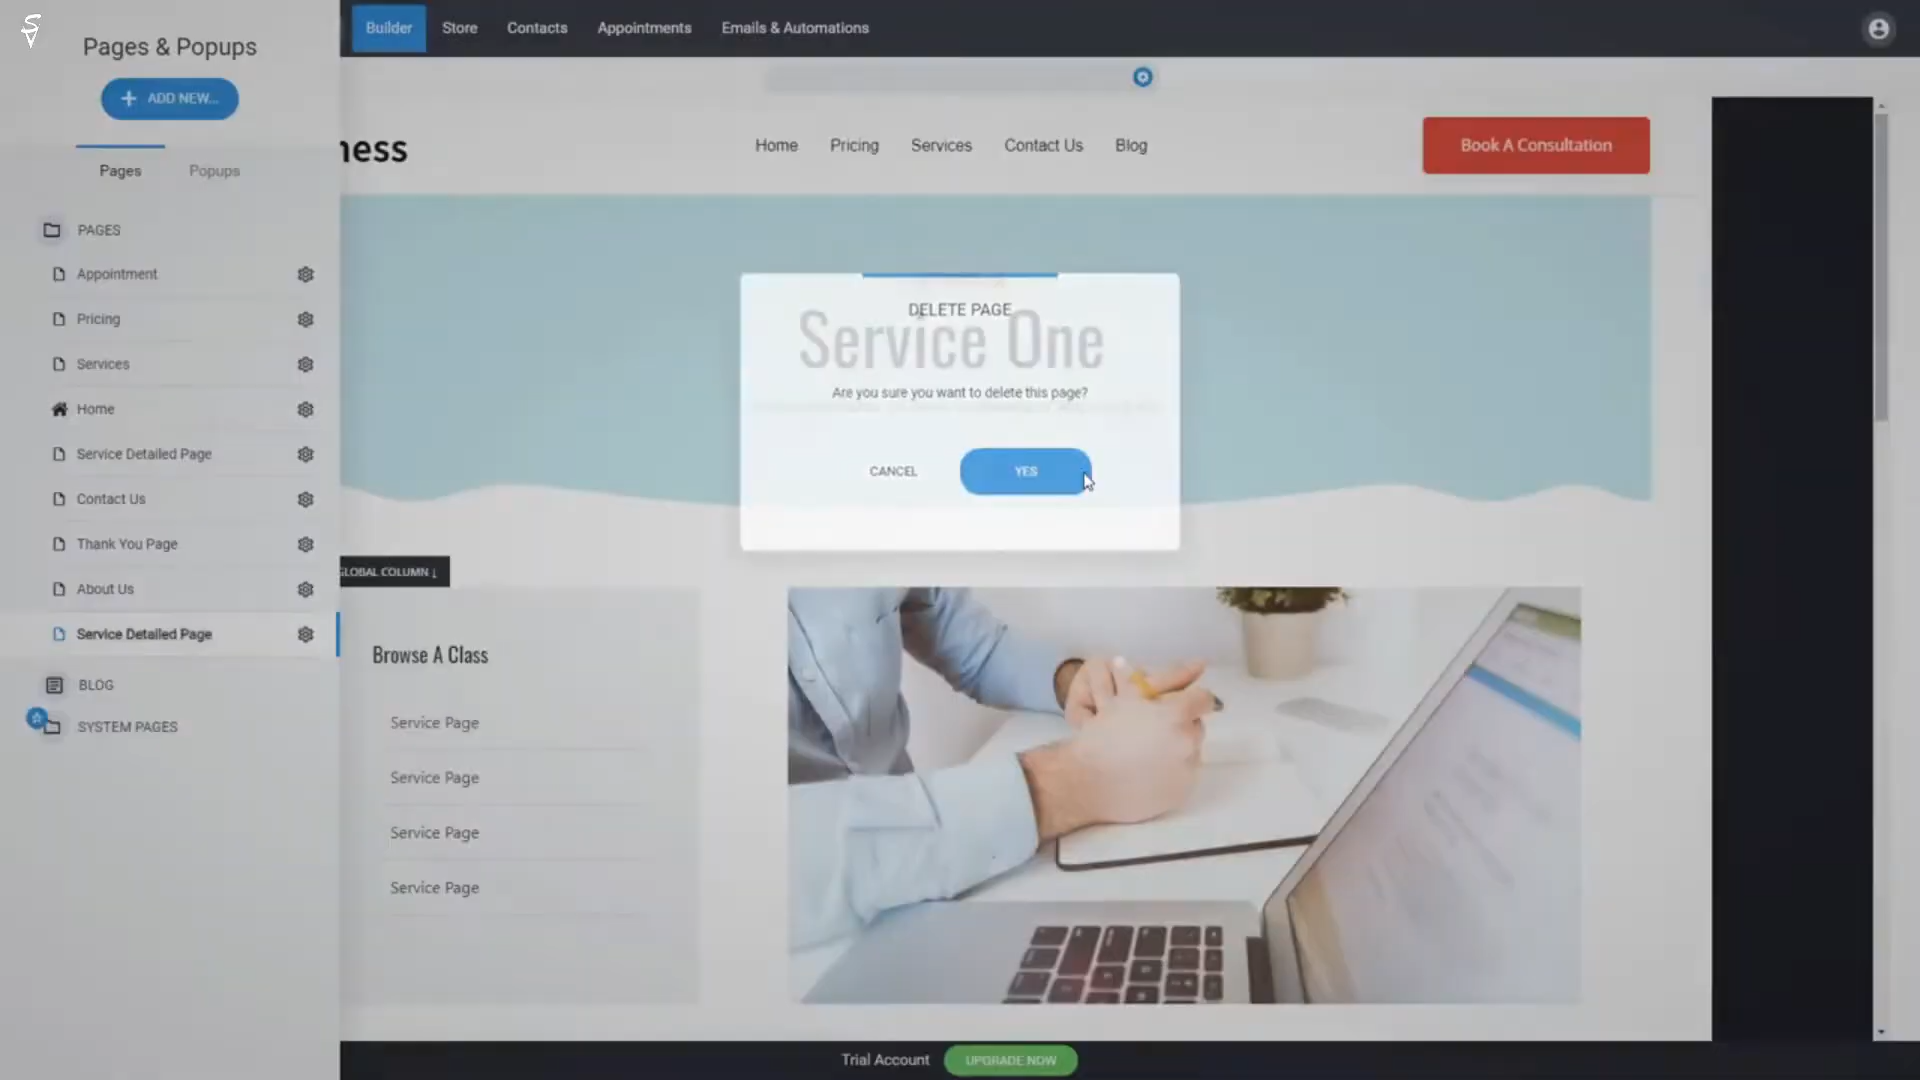 Pages & Popups
ADD NEW...
Pages
Popups
PAGES
Appointment
Pricing
Services
Home
Service Detailed Page
Contact Us
Thank You Page
About Us
Service Detailed Page
BLOG
SYSTEM PAGES
Builder
Store
Contacts
Appointments
Emails & Automations
ness
Home
Pricing
Services
Contact Us
Blog
Book A Consultation
DELETE PAGE
Service One
Are you sure you want to delete this page?
CANCEL
YES
GLOBAL COLUMN ↓
Browse A Class
Service Page
Service Page
Service Page
Service Page
Trial Account
UPGRADE NOW